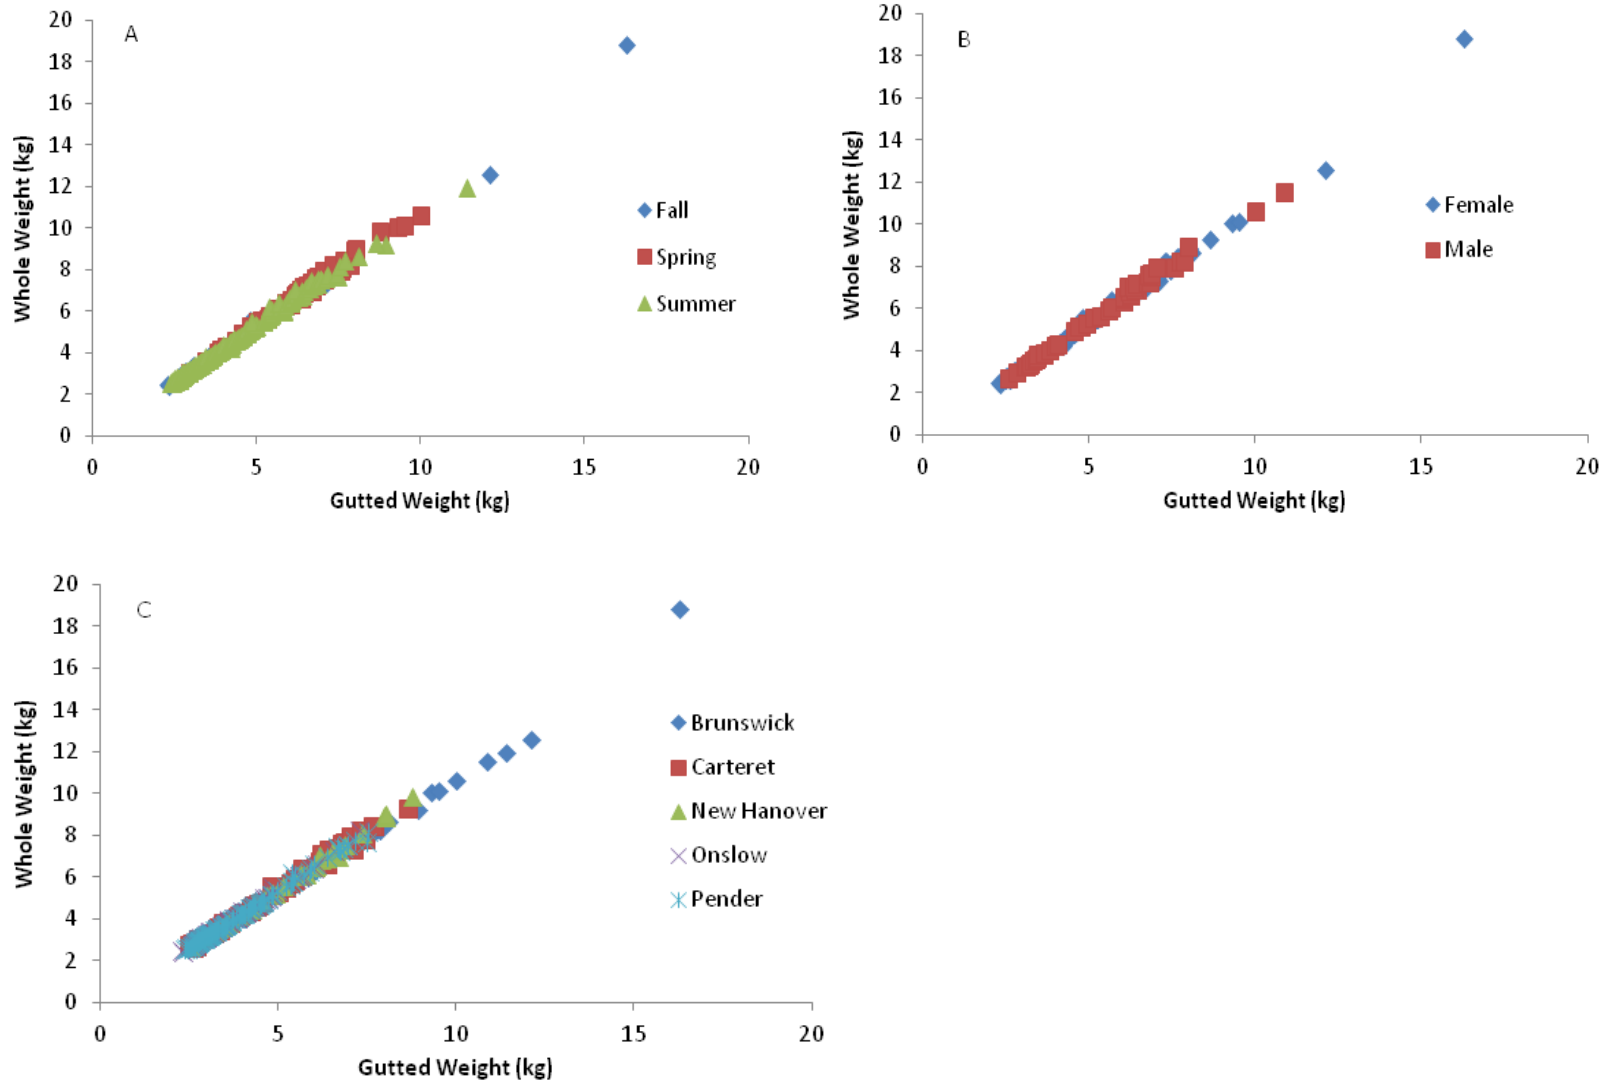 A
20
18
16
14
12
10
8
6
4
2
0
Whole Weight (kg)
0 5 10 15 20
Gutted Weight (kg)
Fall
Spring
Summer
B
20
18
16
14
12
10
8
6
4
2
0
Whole Weight (kg)
0 5 10 15 20
Gutted Weight (kg)
Female
Male
C
20
18
16
14
12
10
8
6
4
2
0
Whole Weight (kg)
0 5 10 15 20
Gutted Weight (kg)
Brunswick
Carteret
New Hanover
Onslow
Pender